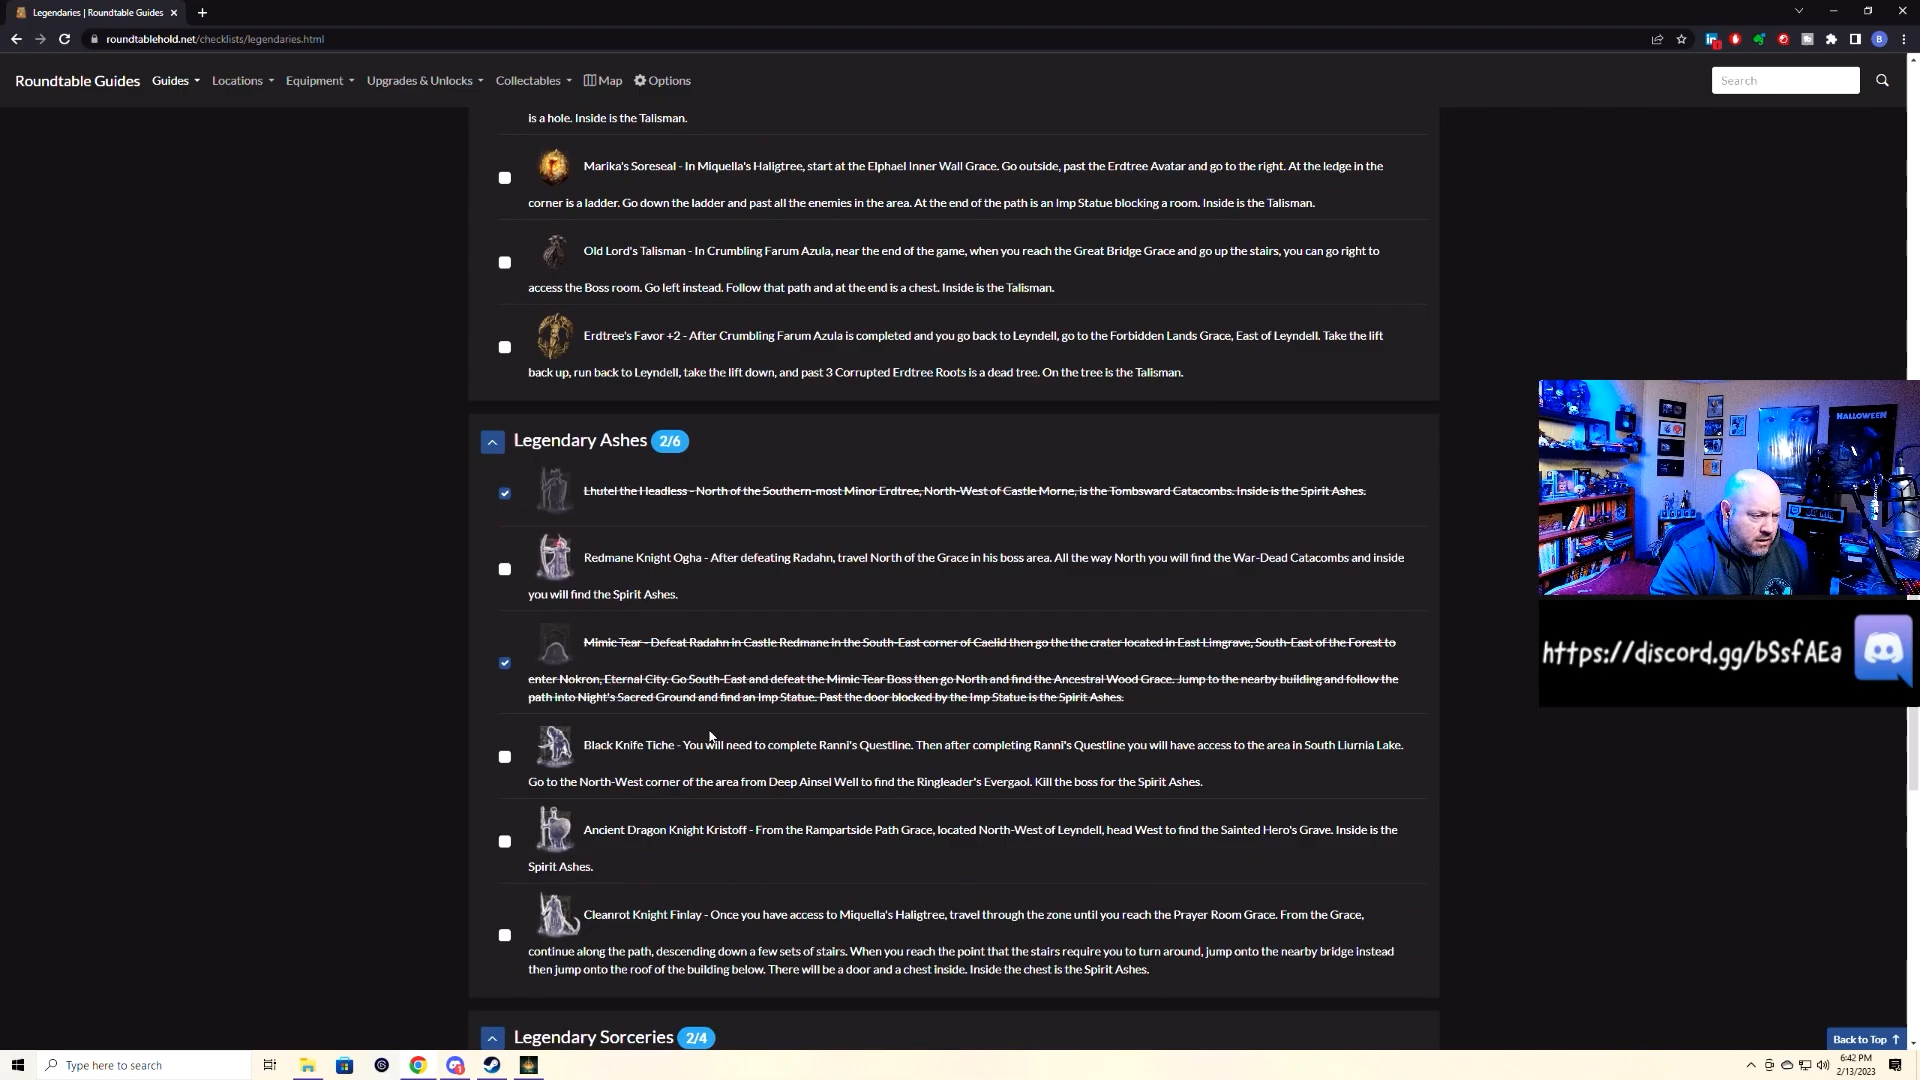 Legendaries | Roundtable Guides
roundtablehold.net/checklists/legendaries.html
Roundtable Guides Guides Locations Equipment Upgrades & Unlocks Collectables Map Options Search
is a hole. Inside is the Talisman.
Marika's Soreseal - In Miquella's Haligtree, start at the Elphael Inner Wall Grace. Go outside, past the Erdtree Avatar and go to the right. At the ledge in the
corner is a ladder. Go down the ladder and past all the enemies in the area. At the end of the path is an Imp Statue blocking a room. Inside is the Talisman.
Old Lord's Talisman - In Crumbling Farum Azula, near the end of the game, when you reach the Great Bridge Grace and go up the stairs, you can go right to
access the Boss room. Go left instead. Follow that path and at the end is a chest. Inside is the Talisman.
Erdtree's Favor +2 - After Crumbling Farum Azula is completed and you go back to Leyndell, go to the Forbidden Lands Grace, East of Leyndell. Take the lift
back up, run back to Leyndell, take the lift down, and past 3 Corrupted Erdtree Roots is a dead tree. On the tree is the Talisman.
HALLOWEEN
Legendary Ashes 2/6
Lhutel the Headless - North of the Southern-most Minor Erdtree, North-West of Castle Morne, is the Tombsward Catacombs. Inside is the Spirit Ashes.
Redmane Knight Ogha - After defeating Radahn, travel North of the Grace in his boss area. All the way North you will find the War-Dead Catacombs and inside
you will find the Spirit Ashes.
Mimic Tear - Defeat Radahn in Castle Redmane in the South-East corner of Caelid then go the the crater located in East Limgrave, South-East of the Forest to
enter Nokron, Eternal City. Go South-East and defeat the Mimic Tear Boss then go North and find the Ancestral Wood Grace. Jump to the nearby building and follow the
path into Night's Sacred Ground and find an Imp Statue. Past the door blocked by the Imp Statue is the Spirit Ashes.
https://discord.gg/bSsfAEa
Black Knife Tiche - You will need to complete Ranni's Questline. Then after completing Ranni's Questline you will have access to the area in South Liurnia Lake.
Go to the North-West corner of the area from Deep Ainsel Well to find the Ringleader's Evergaol. Kill the boss for the Spirit Ashes.
Ancient Dragon Knight Kristoff - From the Rampartside Path Grace, located North-West of Leyndell, head West to find the Sainted Hero's Grave. Inside is the
Spirit Ashes.
Cleanrot Knight Finlay - Once you have access to Miquella's Haligtree, travel through the zone until you reach the Prayer Room Grace. From the Grace,
continue along the path, descending down a few sets of stairs. When you reach the point that the stairs require you to turn around, jump onto the nearby bridge instead
then jump onto the roof of the building below. There will be a door and a chest inside. Inside the chest is the Spirit Ashes.
Legendary Sorceries 2/4
Back to Top ↑
Type here to search
6:42 PM
2/13/2023